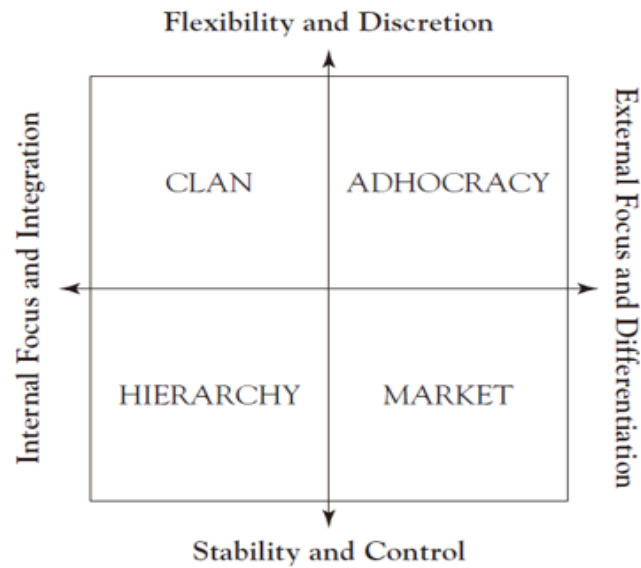 Flexibility and Discretion
Internal Focus and Integration
CLAN
ADHOCRACY
External Focus and Differentiation
HIERARCHY
MARKET
Stability and Control